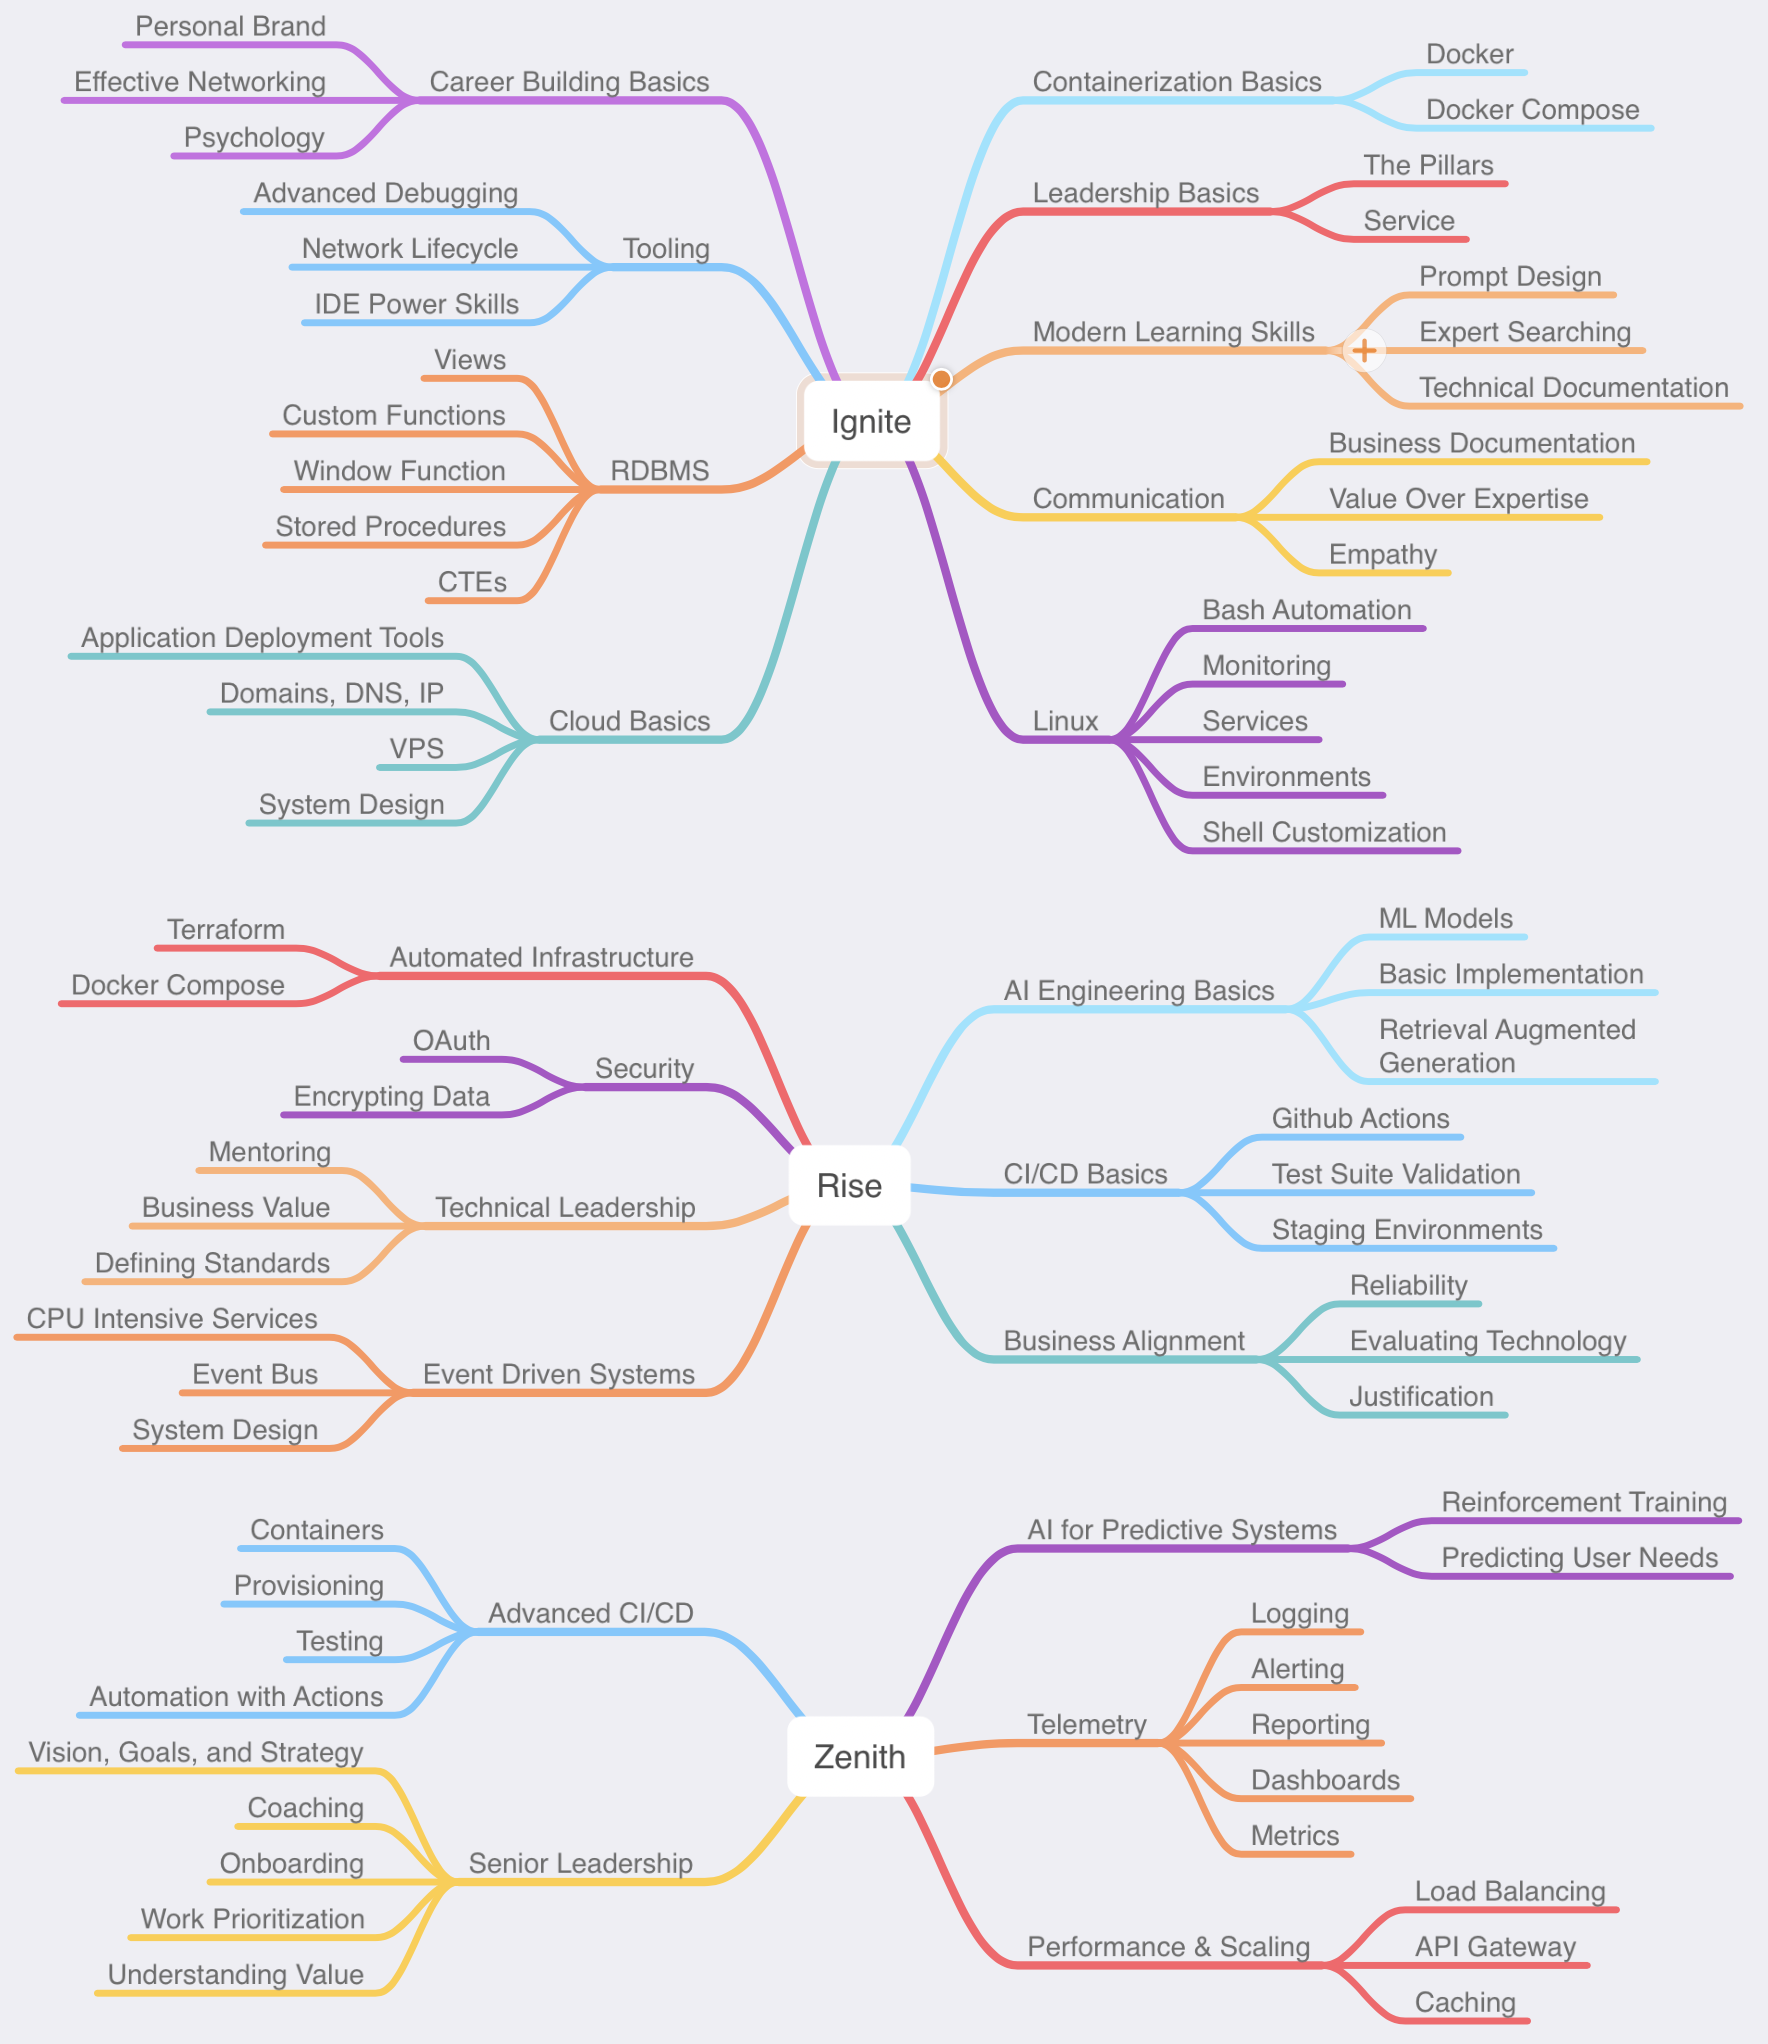 Personal Brand
Effective Networking
Psychology
Career Building Basics
Advanced Debugging
Network Lifecycle
IDE Power Skills
Tooling
Views
Custom Functions
Window Function
Stored Procedures
CTEs
RDBMS
Application Deployment Tools
Domains, DNS, IP
VPS
System Design
Cloud Basics
Ignite
Containerization Basics
Docker
Docker Compose
Leadership Basics
The Pillars
Service
Modern Learning Skills
Prompt Design
Expert Searching
Technical Documentation
Communication
Business Documentation
Value Over Expertise
Empathy
Linux
Bash Automation
Monitoring
Services
Environments
Shell Customization
Terraform
Docker Compose
Automated Infrastructure
OAuth
Encrypting Data
Security
Mentoring
Business Value
Defining Standards
Technical Leadership
CPU Intensive Services
Event Bus
System Design
Event Driven Systems
Rise
AI Engineering Basics
ML Models
Basic Implementation
Retrieval Augmented
Generation
CI/CD Basics
Github Actions
Test Suite Validation
Staging Environments
Business Alignment
Reliability
Evaluating Technology
Justification
Containers
Provisioning
Testing
Automation with Actions
Advanced CI/CD
Vision, Goals, and Strategy
Coaching
Onboarding
Work Prioritization
Understanding Value
Senior Leadership
Zenith
AI for Predictive Systems
Reinforcement Training
Predicting User Needs
Telemetry
Logging
Alerting
Reporting
Dashboards
Metrics
Performance & Scaling
Load Balancing
API Gateway
Caching